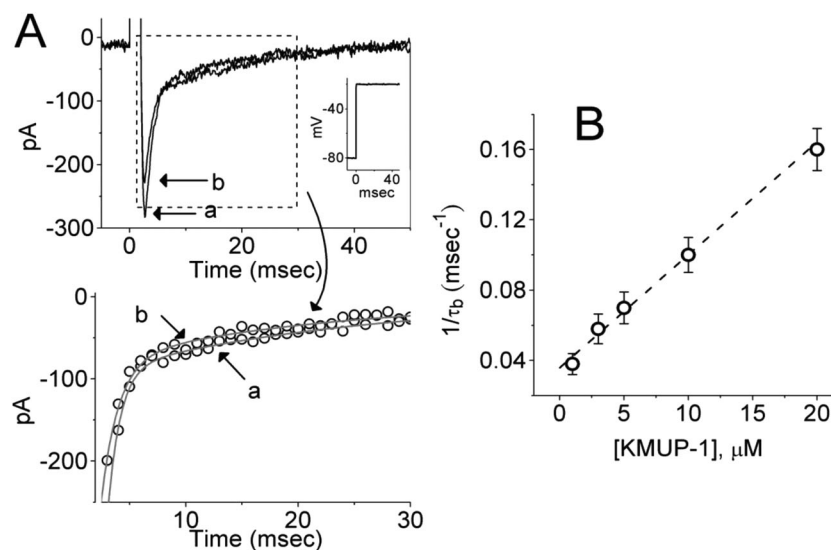 A
0
-100
-200
-300
pA
b
a
-40
-80
mV
0 40
msec
0 20 40
Time (msec)
0
-100
-200
pA
b
a
10 20 30
Time (msec)
B
0.16
0.12
0.08
0.04
1/τb (msec-1)
0 5 10 15 20
[KMUP-1], μM